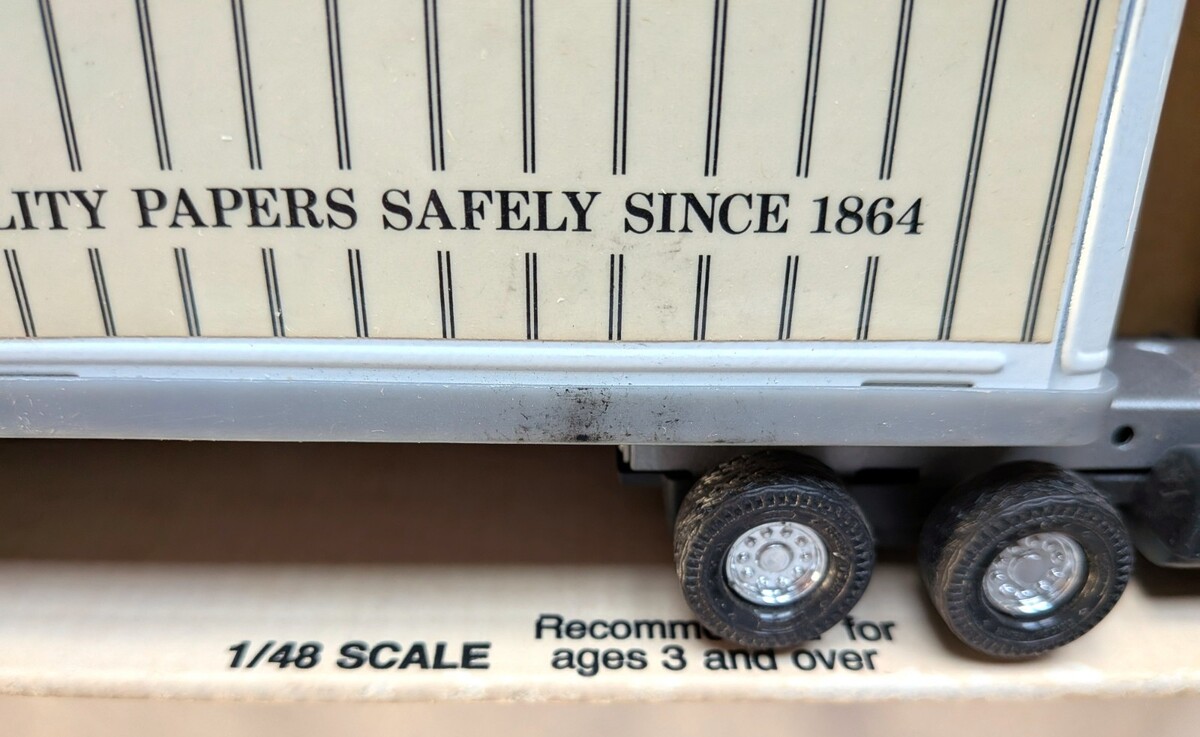 LITY PAPERS SAFELY SINCE 1864
1/48 SCALE
for
ages 3 and over